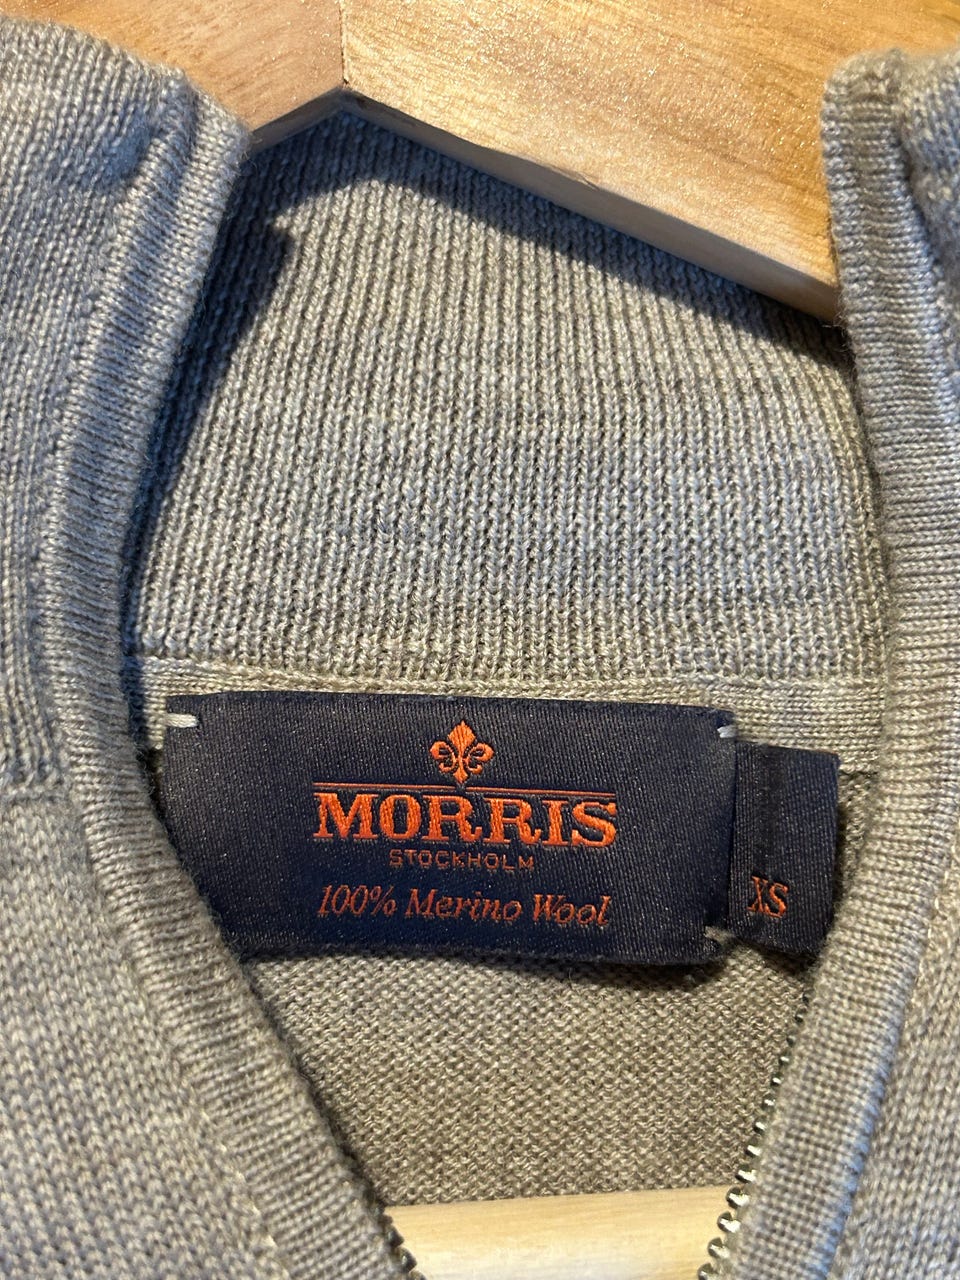 MORRIS
STOCKHOLM
100% Merino Wool
XS